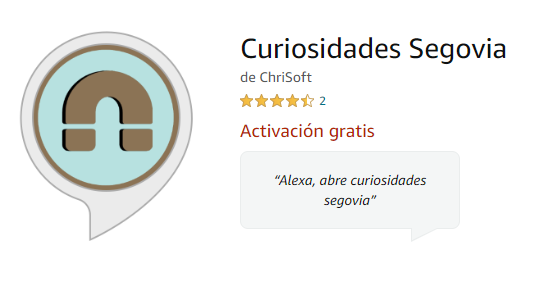 Curiosidades Segovia
de ChriSoft
2
Activación gratis
“Alexa, abre curiosidades
segovia”